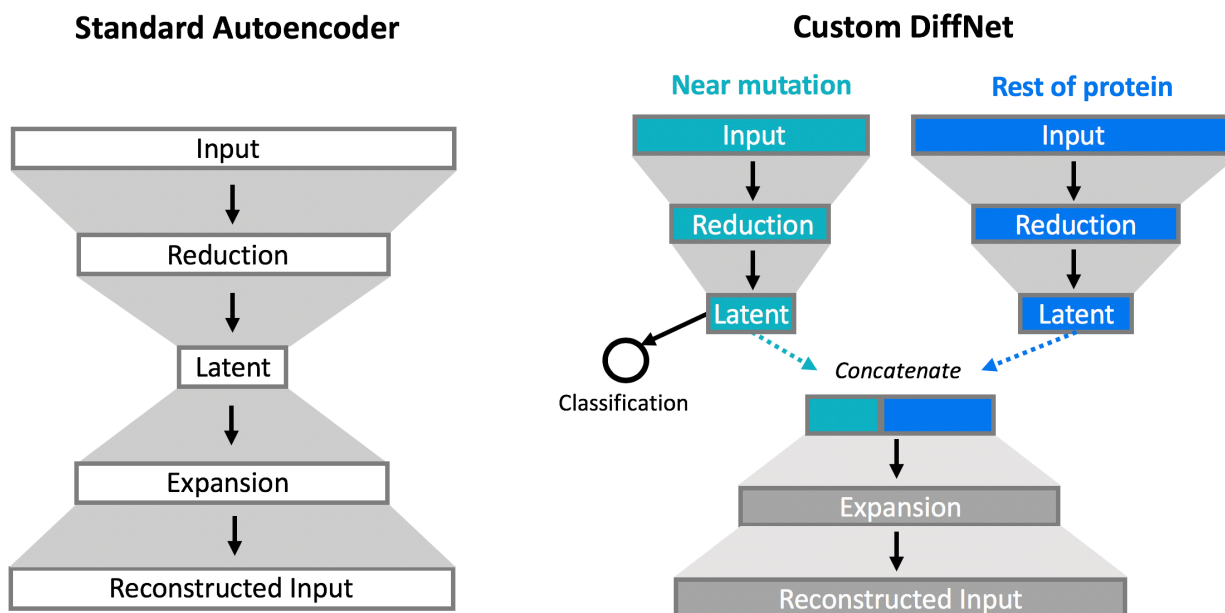 Standard Autoencoder
Input
Reduction
Latent
Expansion
Reconstructed Input
Custom DiffNet
Near mutation
Rest of protein
Input
Input
Reduction
Reduction
Latent
Latent
Classification
Concatenate
Expansion
Reconstructed Input